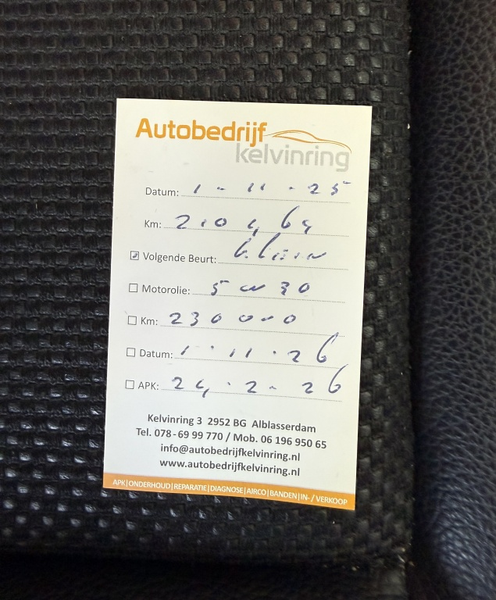 Autobedrijf
kelvinring
Datum: 1-11-25
Km: 210464
Volgende Beurt: klein
Motorolie: 5w30
Km: 230000
Datum: 1-11-26
APK: 24-2-26
Kelvinring 3 2952 BG Alblasserdam
Tel. 078-69 99 770 / Mob. 06 196 950 65
info@autobedrijfkelvinring.nl
www.autobedrijfkelvinring.nl
APK|ONDERHOUD|REPARATIE|DIAGNOSE|AIRCO|BANDEN|IN- / VERKOOP